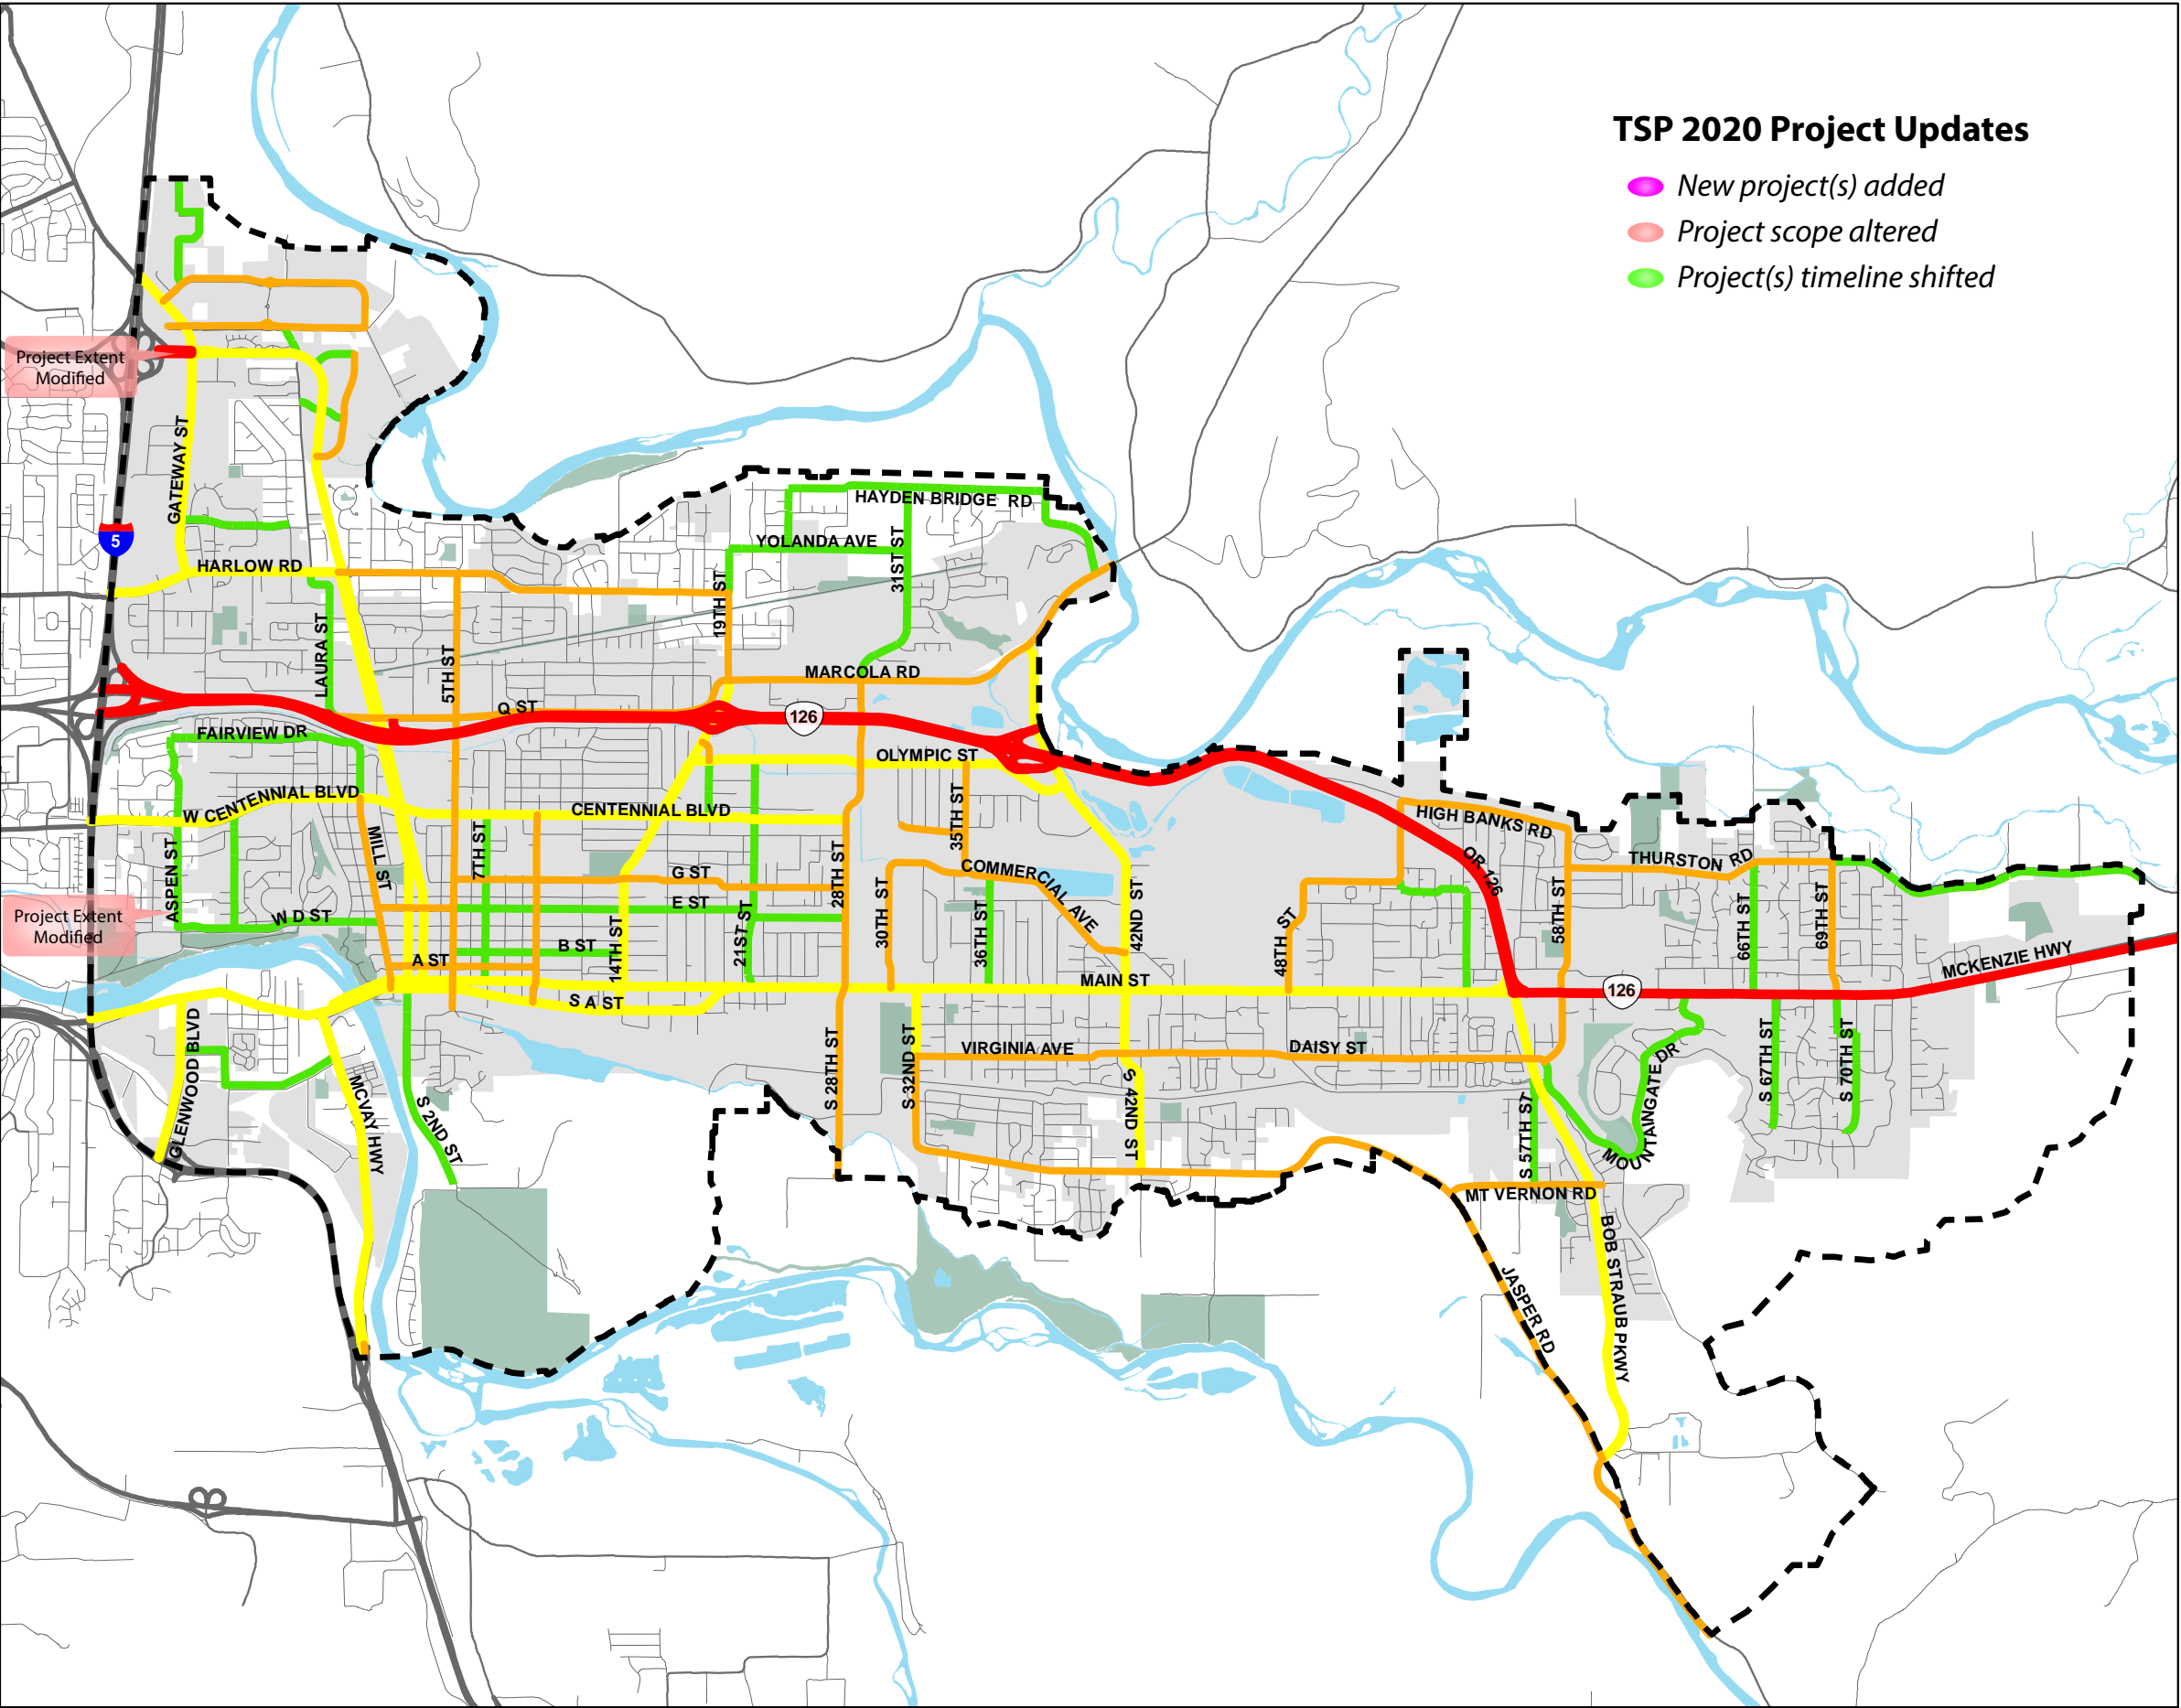 TSP 2020 Project Updates
New project(s) added
Project scope altered
Project(s) timeline shifted
Project Extent
Modified
GATEWAY ST
HAYDEN BRIDGE RD
5
YOLANDA AVE
31ST ST
HARLOW RD
19TH ST
LAURA ST
5TH ST
MARCOLA RD
Q ST
126
FAIRVIEW DR
OLYMPIC ST
W CENTENNIAL BLVD
CENTENNIAL BLVD
35TH ST
HIGH BANKS RD
MILL ST
7TH ST
ASPEN ST
G ST
28TH ST
COMMERCIAL AVE
OR 126
THURSTON RD
Project Extent
Modified
W D ST
E ST
14TH ST
21ST ST
30TH ST
36TH ST
42ND ST
48TH ST
58TH ST
66TH ST
69TH ST
B ST
A ST
MCKENZIE HWY
MAIN ST
126
S A ST
GLENWOOD BLVD
MCVAY HWY
S 2ND ST
S 28TH ST
S 32ND ST
VIRGINIA AVE
DAISY ST
S 42ND ST
S 57TH ST
MOUNTAINGATE DR
S 67TH ST
S 70TH ST
MT VERNON RD
JASPER RD
BOB STRAUB PKWY